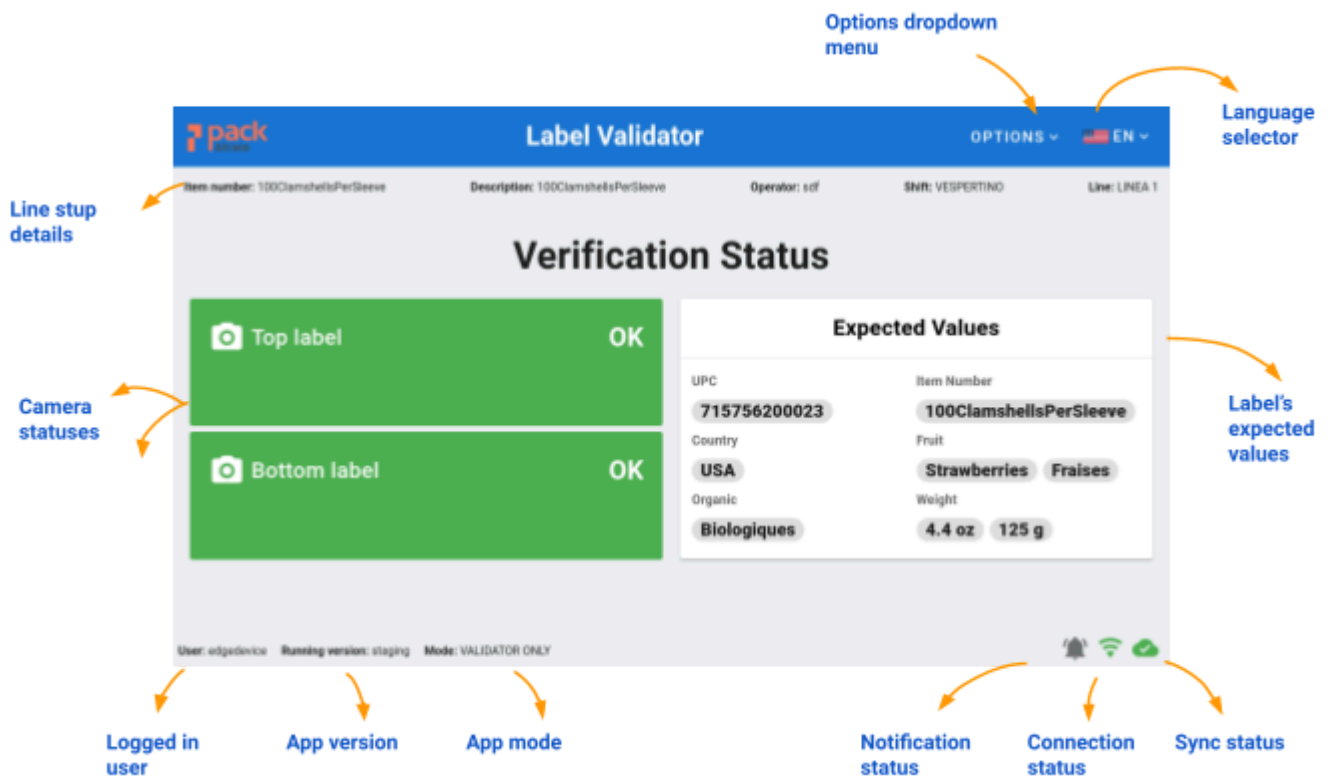 Options dropdown
menu
Language
selector
pack
Label Validator
OPTIONS
EN
Item number: 100ClamshellsPerSleeve
Description: 100ClamshellsPerSleeve
Operator: sdf
Shift: VESPERTINO
Line: LINEA 1
Line stup
details
Verification Status
Top label
OK
Bottom label
OK
Camera
statuses
Expected Values
UPC
Item Number
715756200023
100ClamshellsPerSleeve
Country
Fruit
USA
Strawberries Fraises
Organic
Weight
Biologiques
4.4 oz 125 g
Label's
expected
values
User: edgedevice Running version: staging Mode: VALIDATOR ONLY
Logged in
user
App version
App mode
Notification
status
Connection
status
Sync status